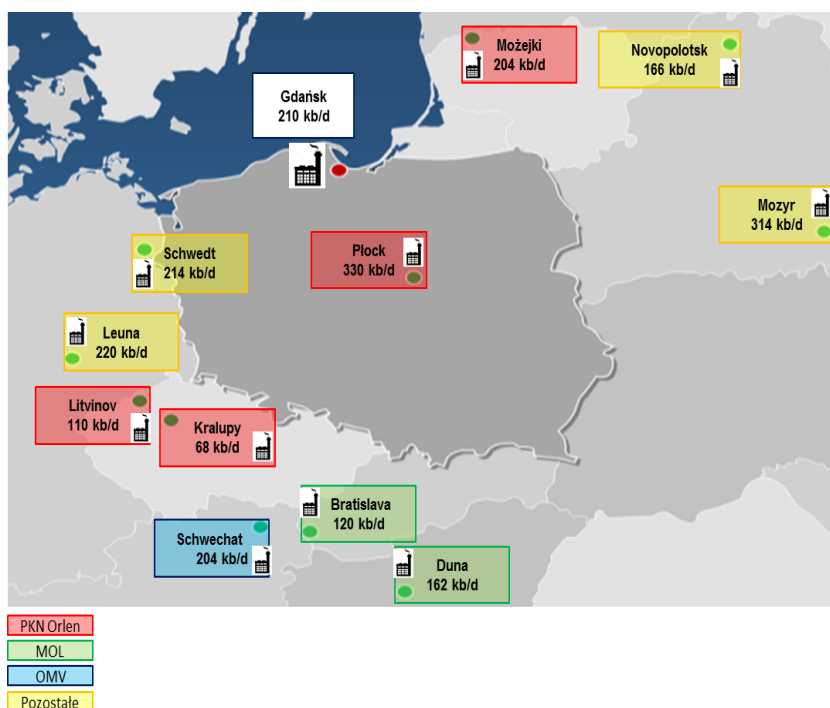 Możejki
204 kb/d
Novopolotsk
166 kb/d
Gdańsk
210 kb/d
Mozyr
314 kb/d
Schwedt
214 kb/d
Płock
330 kb/d
Leuna
220 kb/d
Litvinov
110 kb/d
Kralupy
68 kb/d
Bratislava
120 kb/d
Schwechat
204 kb/d
Duna
162 kb/d
PKN Orlen
MOL
OMV
Pozostałe